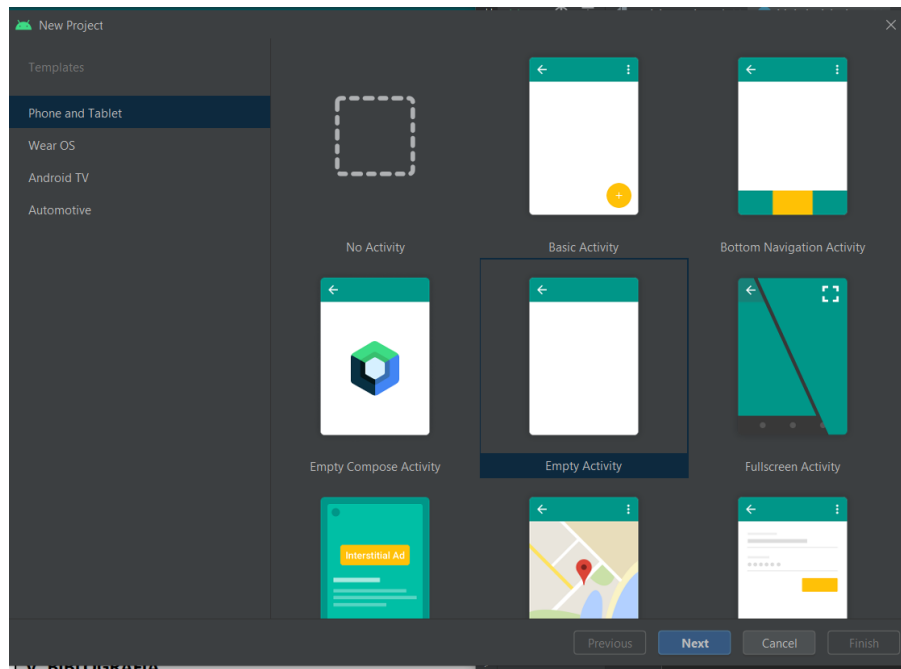 New Project
Templates
Phone and Tablet
Wear OS
Android TV
Automotive
No Activity
Basic Activity
Bottom Navigation Activity
Empty Compose Activity
Empty Activity
Fullscreen Activity
Interstitial Ad
Previous
Next
Cancel
Finish